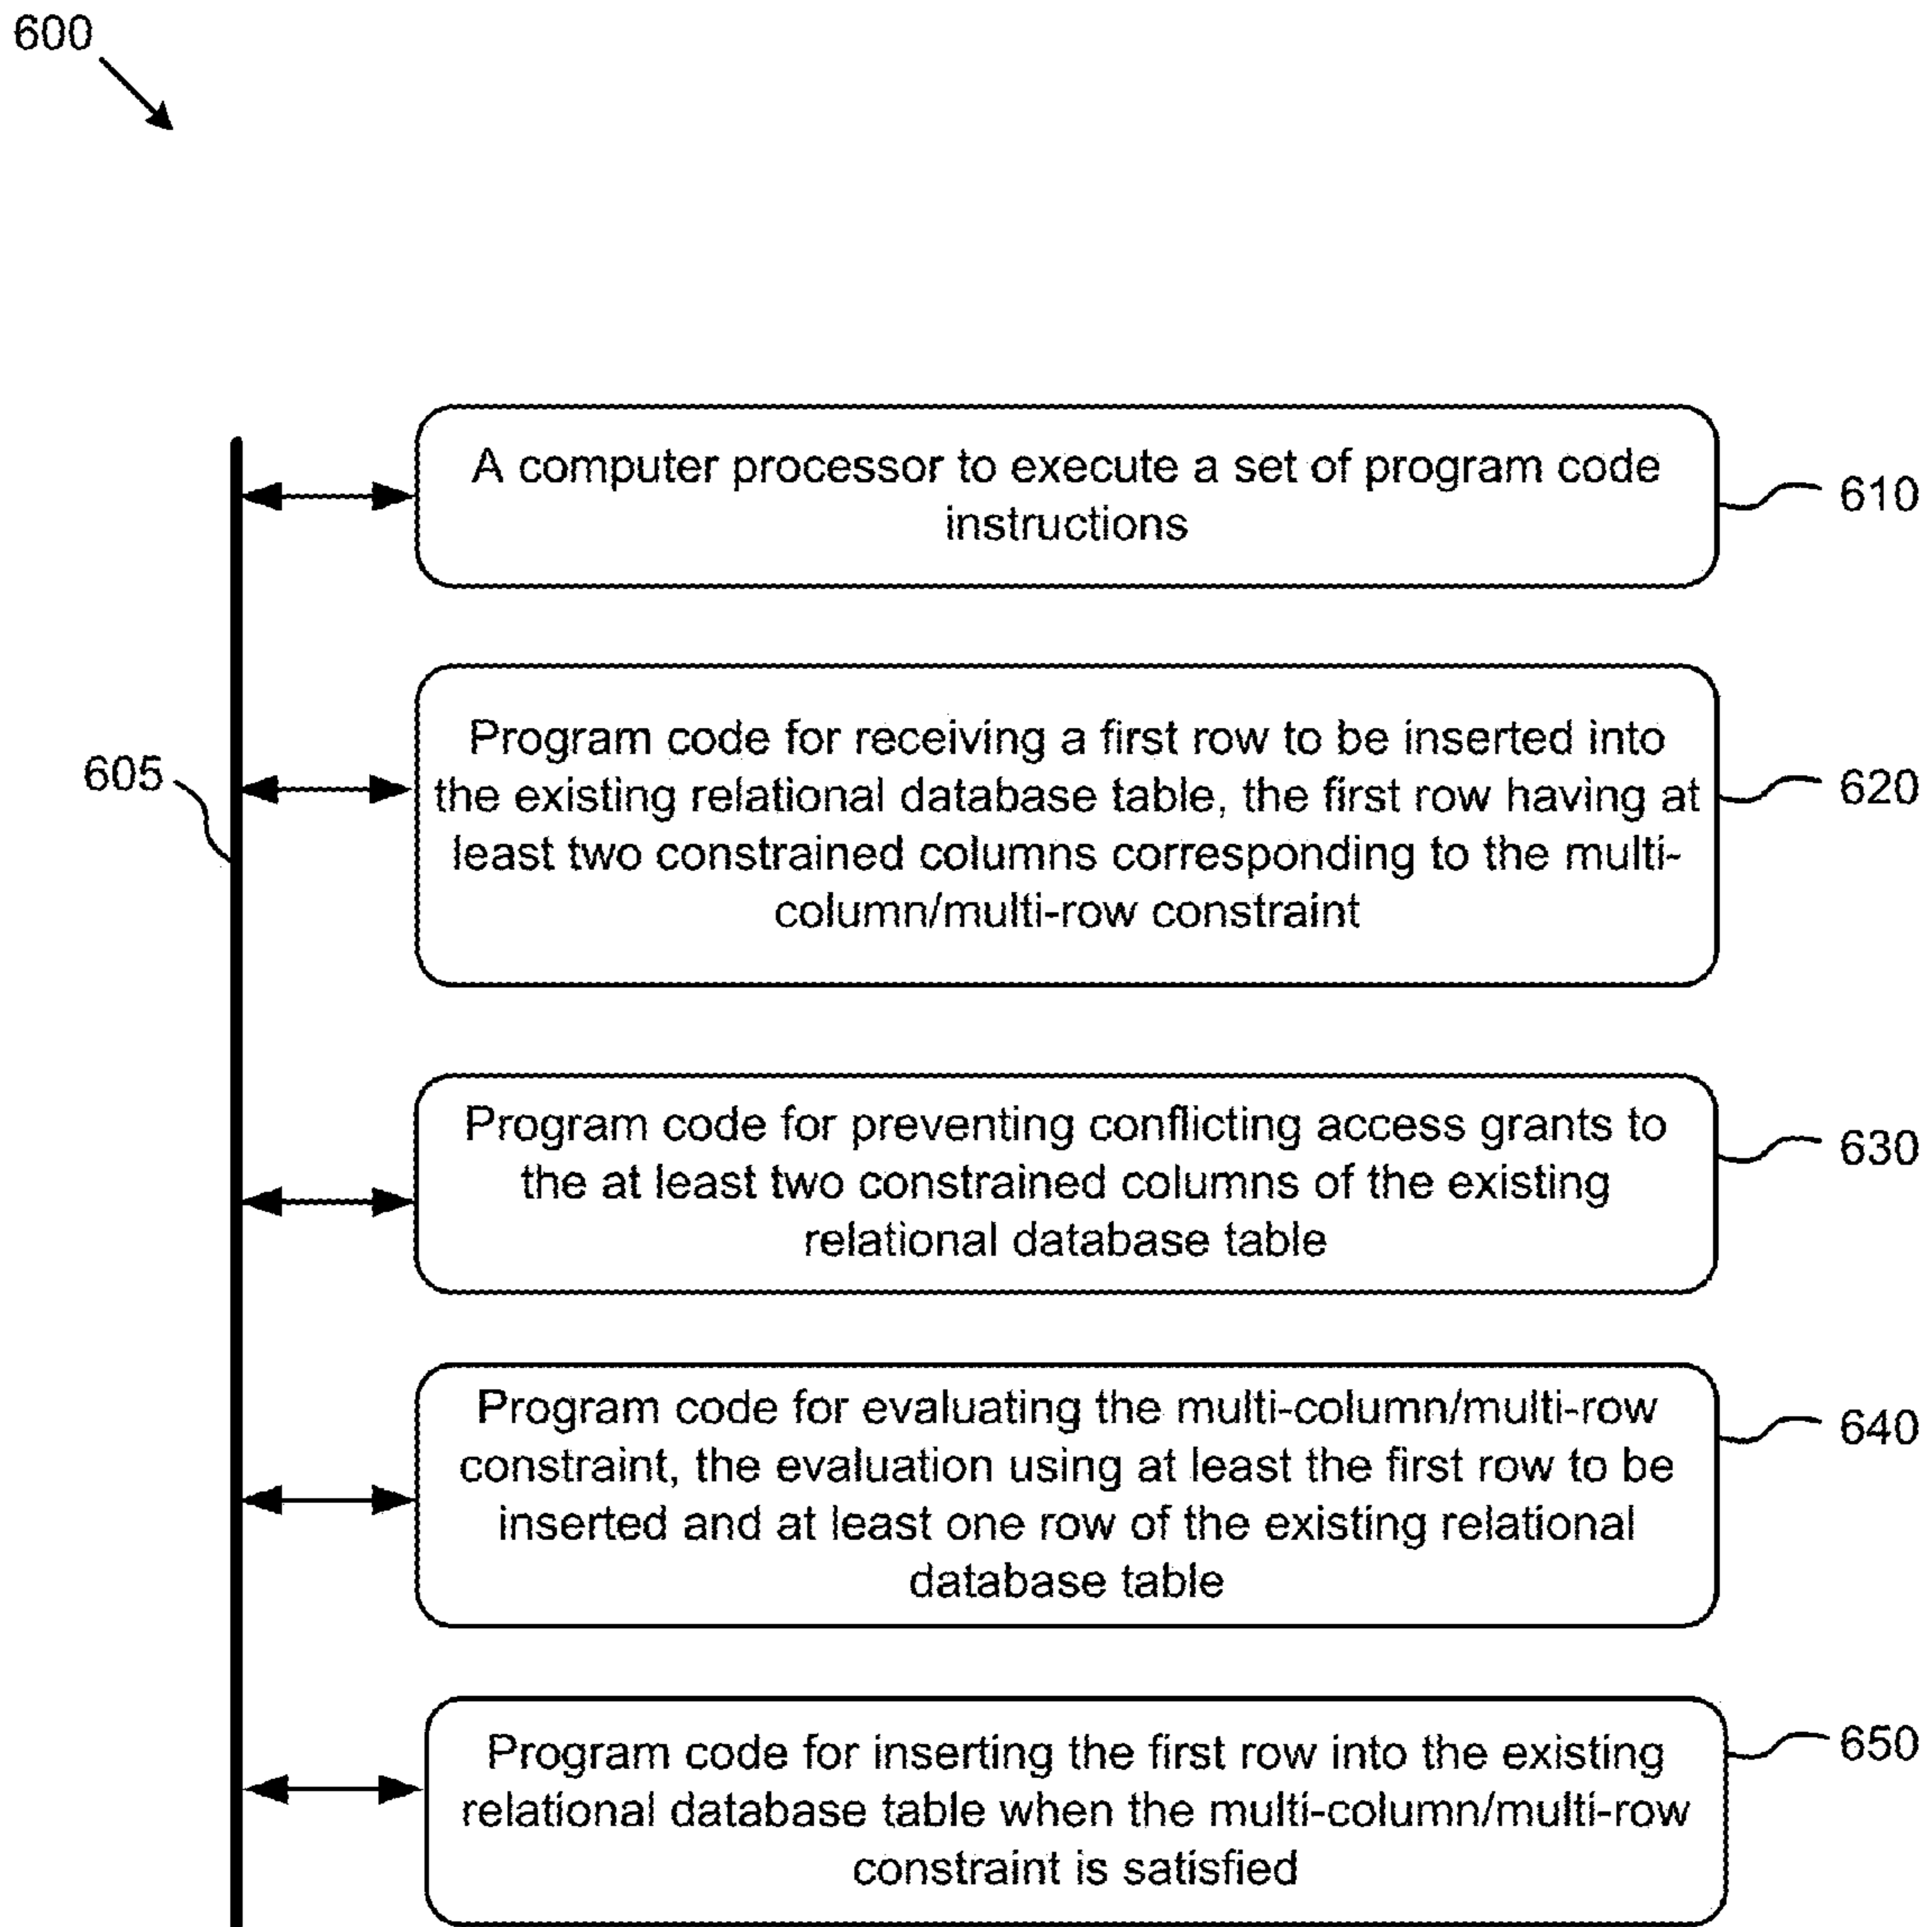 600
A computer processor to execute a set of program code
instructions
610
Program code for receiving a first row to be inserted into
the existing relational database table, the first row having at
least two constrained columns corresponding to the multi-
column/multi-row constraint
605
620
Program code for preventing conflicting access grants to
the at least two constrained columns of the existing
relational database table
630
Program code for evaluating the multi-column/multi-row
constraint, the evaluation using at least the first row to be
inserted and at least one row of the existing relational
database table
640
Program code for inserting the first row into the existing
relational database table when the multi-column/multi-row
constraint is satisfied
650